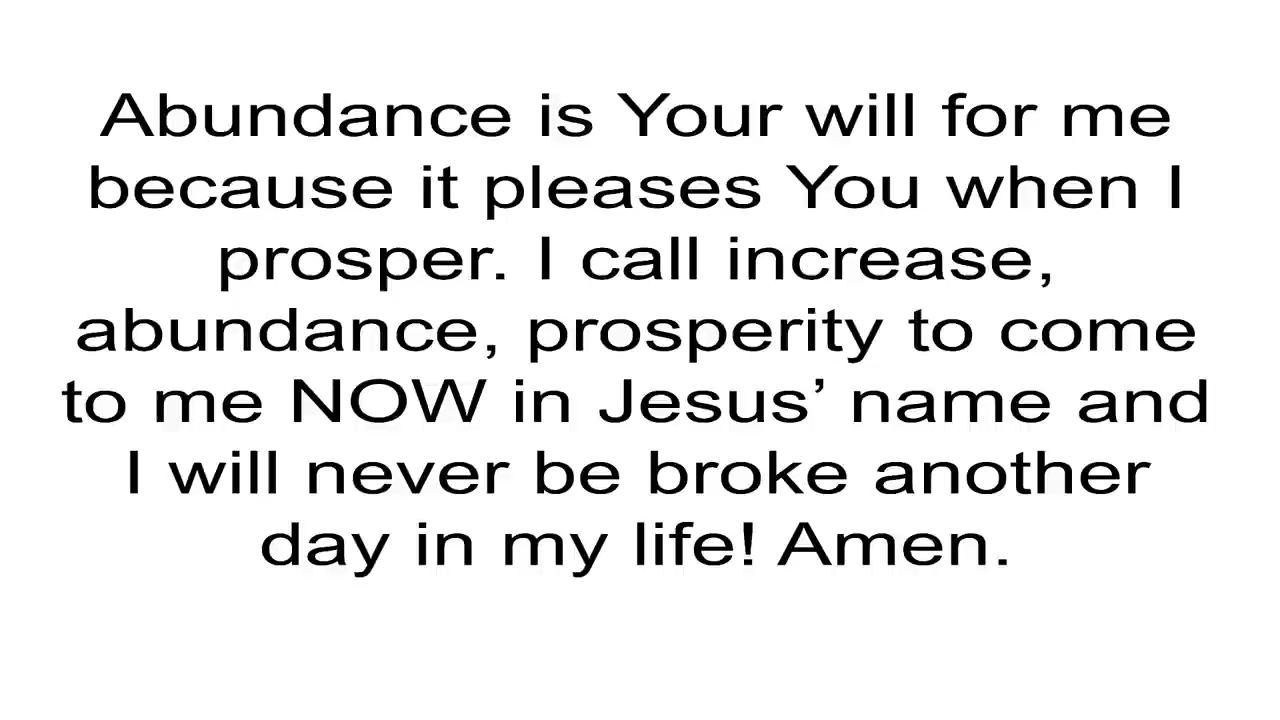 Abundance is Your will for me
because it pleases You when I
prosper. I call increase,
abundance, prosperity to come
to me NOW in Jesus’ name and
I will never be broke another
day in my life! Amen.